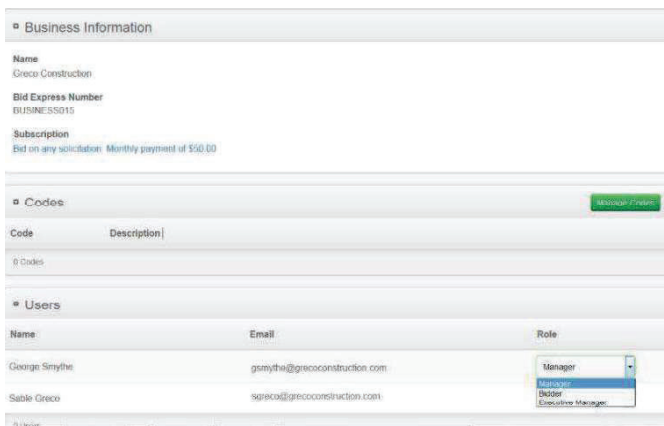 Business Information
Name
Greco Construction
Bid Express Number
BUSINESS015
Subscription
Bid on any solicitation Monthly payment of $50.00
Codes Manage Codes
Code Description
0 Codes
Users
Name Email Role
George Smythe gsmythe@grecoconstruction.com Manager
Manager
Sable Greco sgreco@grecoconstruction.com Bidder
Executive Manager